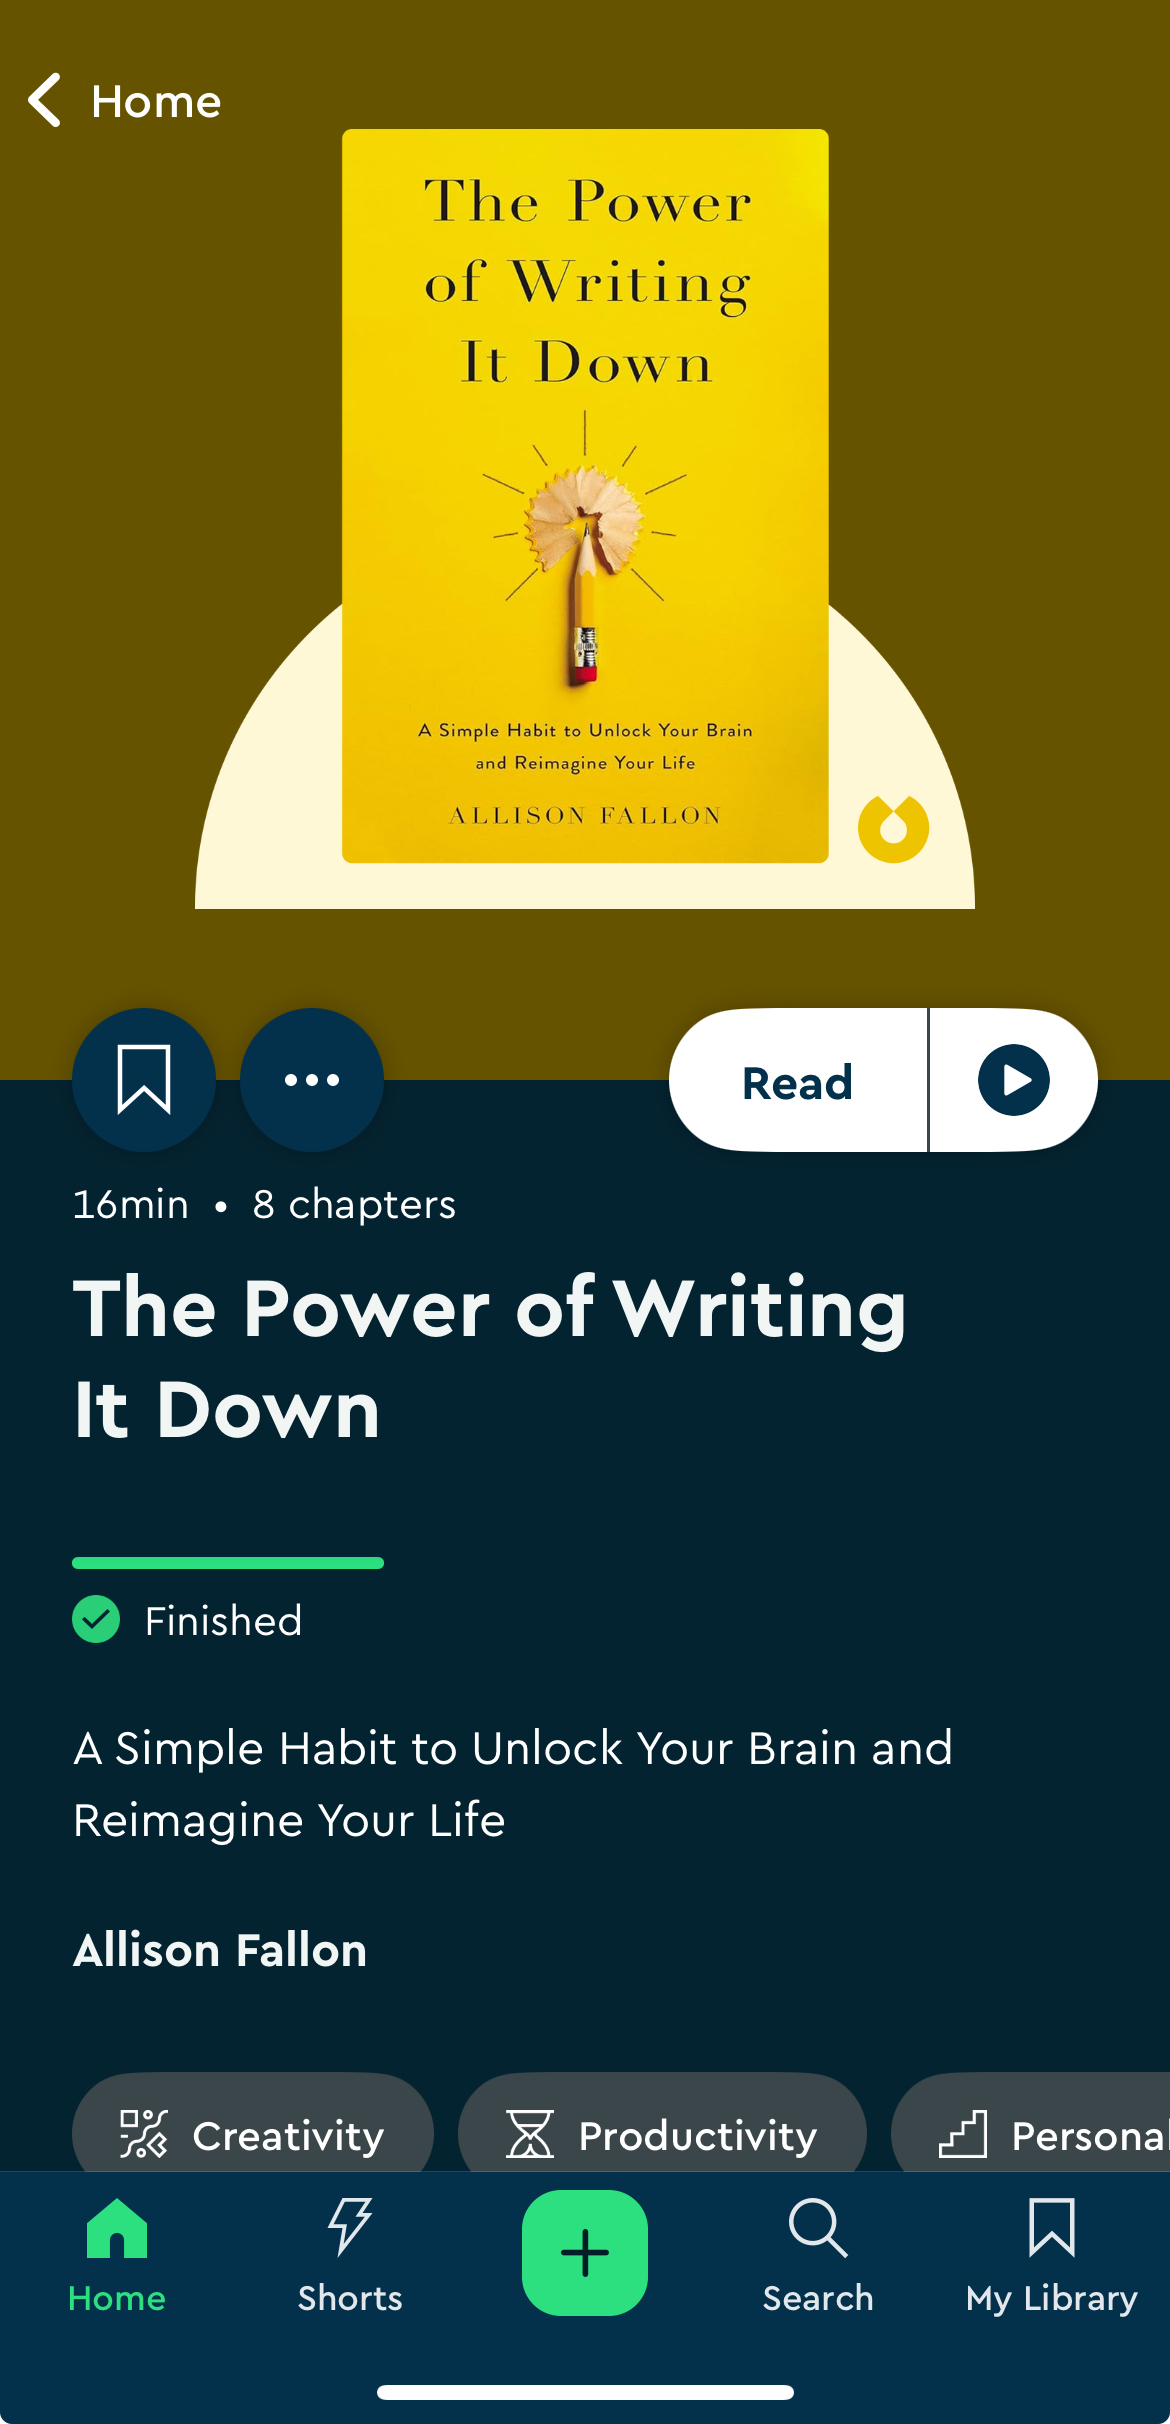 Home
The Power
of Writing
It Down
A Simple Habit to Unlock Your Brain
and Reimagine Your Life
ALLISON FALLON
Read
16min • 8 chapters
The Power of Writing
It Down
Finished
A Simple Habit to Unlock Your Brain and
Reimagine Your Life
Allison Fallon
Creativity
Productivity
Personal
Home
Shorts
Search
My Library